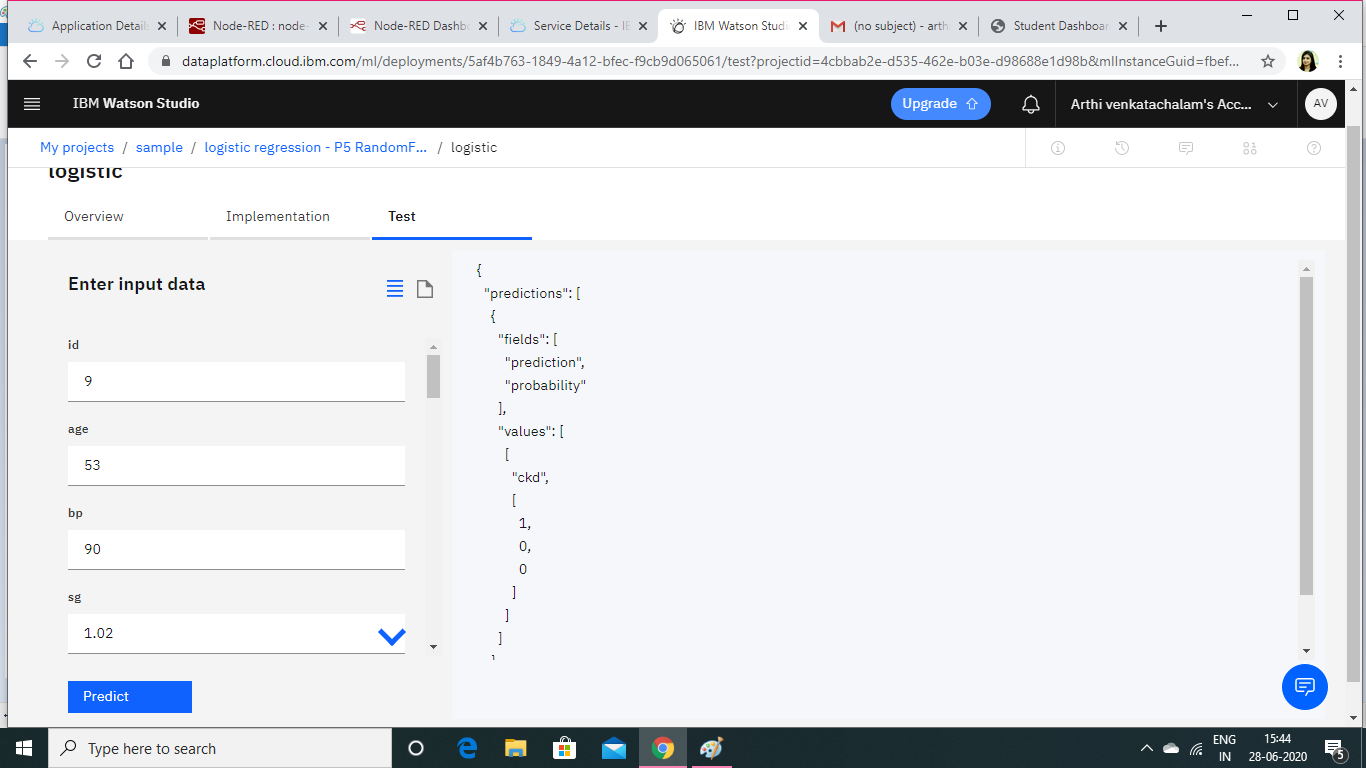 Application Details
Node-RED : node-
Node-RED Dashbo
Service Details - IB
IBM Watson Studi
(no subject) - arth
Student Dashboar
dataplatform.cloud.ibm.com/ml/deployments/5af4b763-1849-4a12-bfec-f9cb9d065061/test?projectid=4cbbab2e-d535-462e-b03e-d98688e1d98b&mlInstanceGuid=fbef...
IBM Watson Studio
Upgrade
Arthi venkatachalam's Acc...
AV
My projects / sample / logistic regression - P5 RandomF... / logistic
logistic
Overview
Implementation
Test
Enter input data
id
9
age
53
bp
90
sg
1.02
Predict
{
"predictions": [
{
"fields": [
"prediction",
"probability"
],
"values": [
[
"ckd",
[
1,
0,
0
]
]
]
Type here to search
ENG
IN
15:44
28-06-2020
5